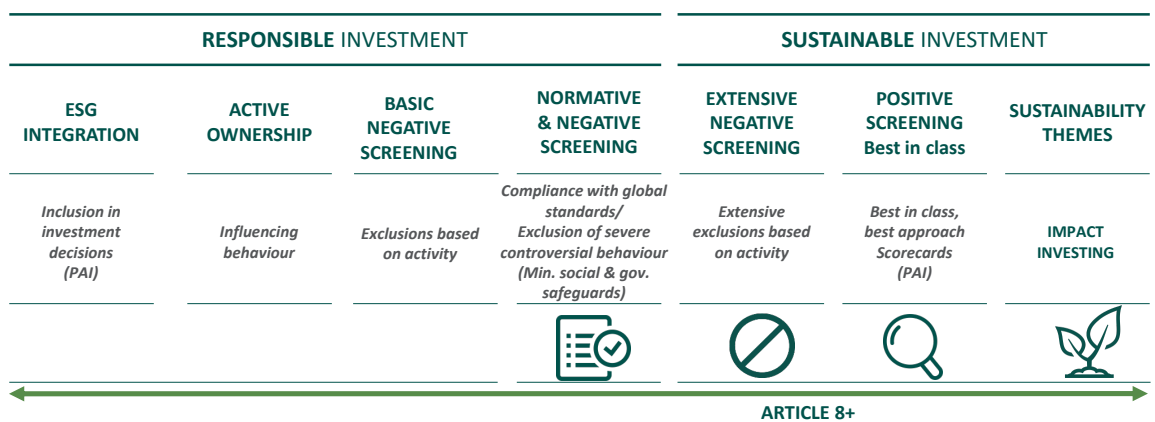 RESPONSIBLE INVESTMENT
SUSTAINABLE INVESTMENT
ESG
INTEGRATION
ACTIVE
OWNERSHIP
BASIC
NEGATIVE
SCREENING
NORMATIVE
& NEGATIVE
SCREENING
EXTENSIVE
NEGATIVE
SCREENING
POSITIVE
SCREENING
Best in class
SUSTAINABILITY
THEMES
Inclusion in
investment
decisions
(PAI)
Influencing
behaviour
Exclusions based
on activity
Compliance with global
standards/
Exclusion of severe
controversial behaviour
(Min. social & gov.
safeguards)
Extensive
exclusions based
on activity
Best in class,
best approach
Scorecards
(PAI)
IMPACT
INVESTING
ARTICLE 8+